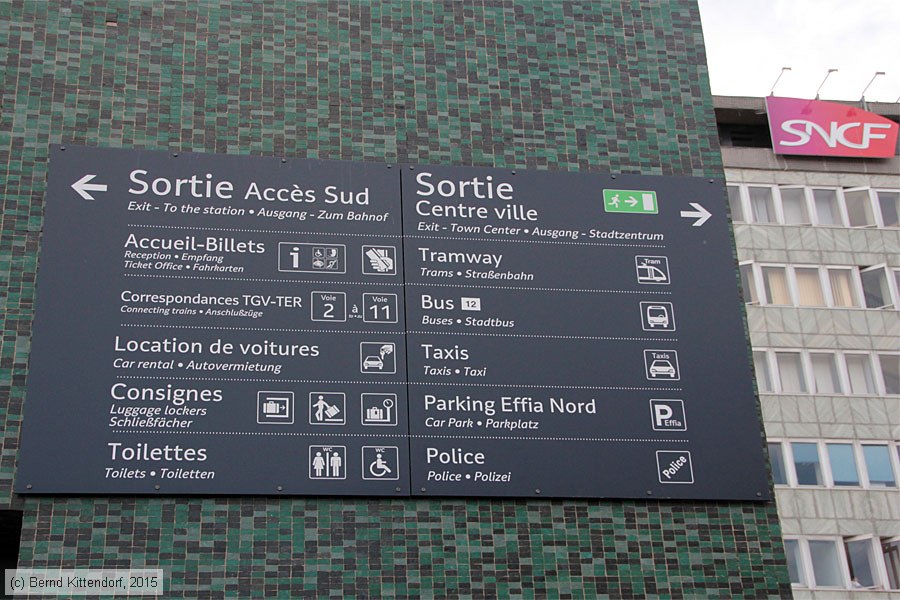 SNCF
Sortie Accès Sud
Exit - To the station • Ausgang - Zum Bahnhof
Accueil-Billets
Reception • Empfang
Ticket Office • Fahrkarten
i
Correspondances TGV-TER
Connecting trains • Anschlußzüge
Voie 2 à Voie 11
Location de voitures
Car rental • Autovermietung
Consignes
Luggage lockers
Schließfächer
Toilettes
Toilets • Toiletten
WC WC
Sortie
Centre ville
Exit - Town Center • Ausgang - Stadtzentrum
Tramway
Trams • Straßenbahn
Tram
Bus 12
Buses • Stadtbus
Taxis
Taxis • Taxi
Taxis
Parking Effia Nord
Car Park • Parkplatz
P
Effia
Police
Police • Polizei
Police
(c) Bernd Kittendorf, 2015